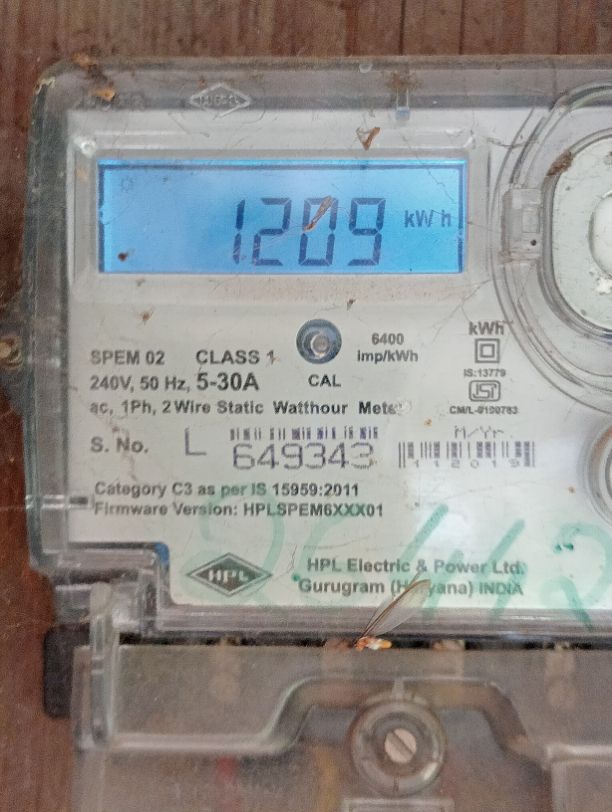 1209 kWh
SPEM 02 CLASS 1
6400
imp/kWh
kWh
240V, 50 Hz, 5-30A
CAL
IS:13779
ISI
ac, 1Ph, 2 Wire Static Watthour Meter
S. No. L 649343
M/Yr.
112019
Category C3 as per IS 15959:2011
Firmware Version: HPLSPEM6XXX01
HPL
HPL Electric & Power Ltd.
Gurugram (Haryana) INDIA